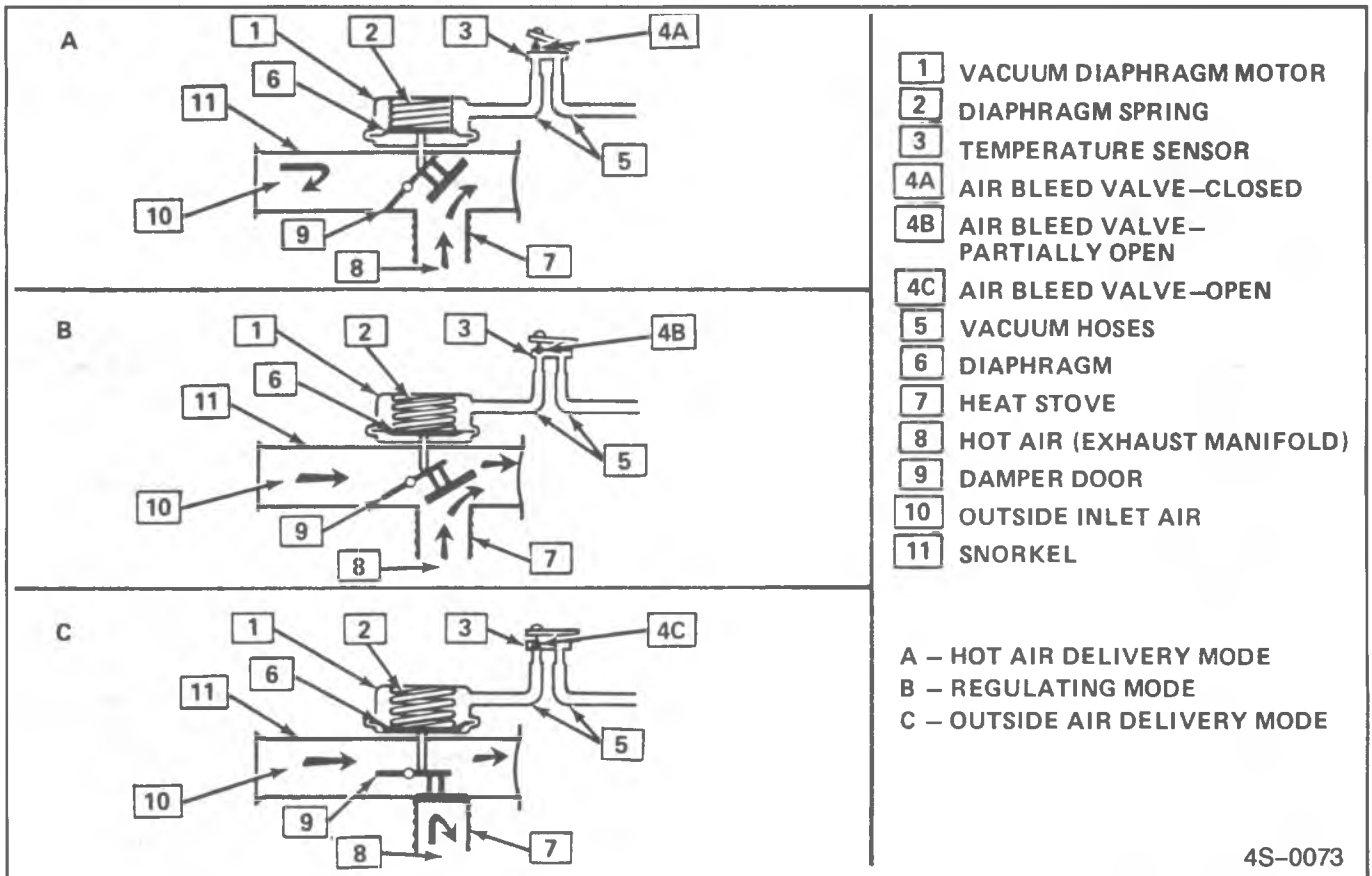 A
1
2
3
4A
6
11
5
10
9
8
7
B
1
2
3
4B
6
11
5
10
9
8
7
C
1
2
3
4C
6
11
5
10
9
8
7
1 VACUUM DIAPHRAGM MOTOR
2 DIAPHRAGM SPRING
3 TEMPERATURE SENSOR
4A AIR BLEED VALVE–CLOSED
4B AIR BLEED VALVE–
PARTIALLY OPEN
4C AIR BLEED VALVE–OPEN
5 VACUUM HOSES
6 DIAPHRAGM
7 HEAT STOVE
8 HOT AIR (EXHAUST MANIFOLD)
9 DAMPER DOOR
10 OUTSIDE INLET AIR
11 SNORKEL
A – HOT AIR DELIVERY MODE
B – REGULATING MODE
C – OUTSIDE AIR DELIVERY MODE
4S–0073